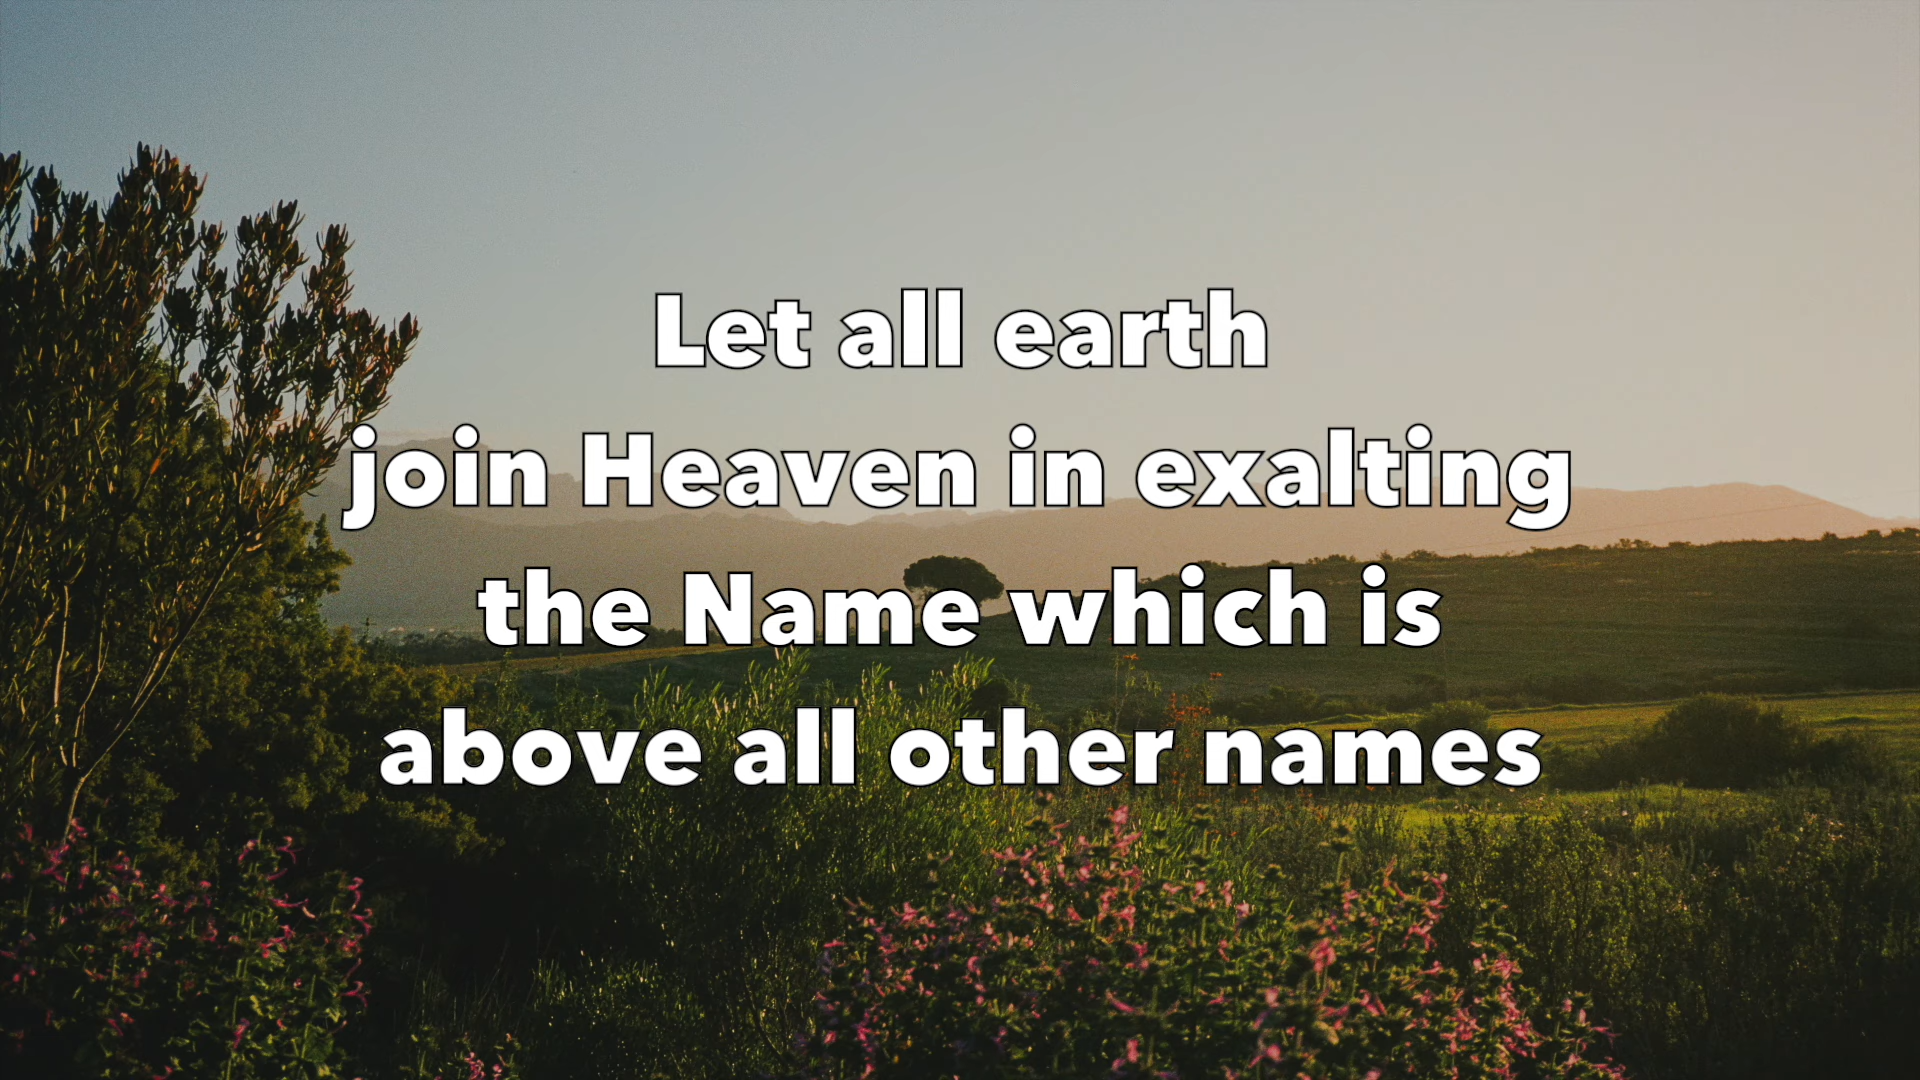 Let all earth
join Heaven in exalting
the Name which is
above all other names